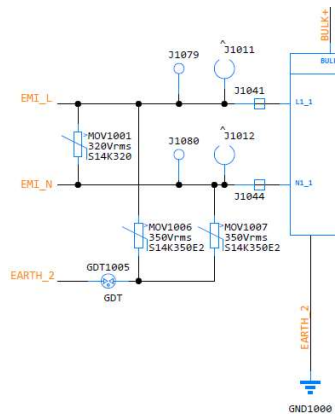 BULK+
J1079
^
J1011
BULK
EMI_L
J1041
L1_1
MOV1001
320Vrms
S14K320
J1080
^
J1012
EMI_N
N1_1
J1044
MOV1006
350Vrms
S14K350E2
MOV1007
350Vrms
S14K350E2
GDT1005
EARTH_2
GDT
EARTH_2
GND1000